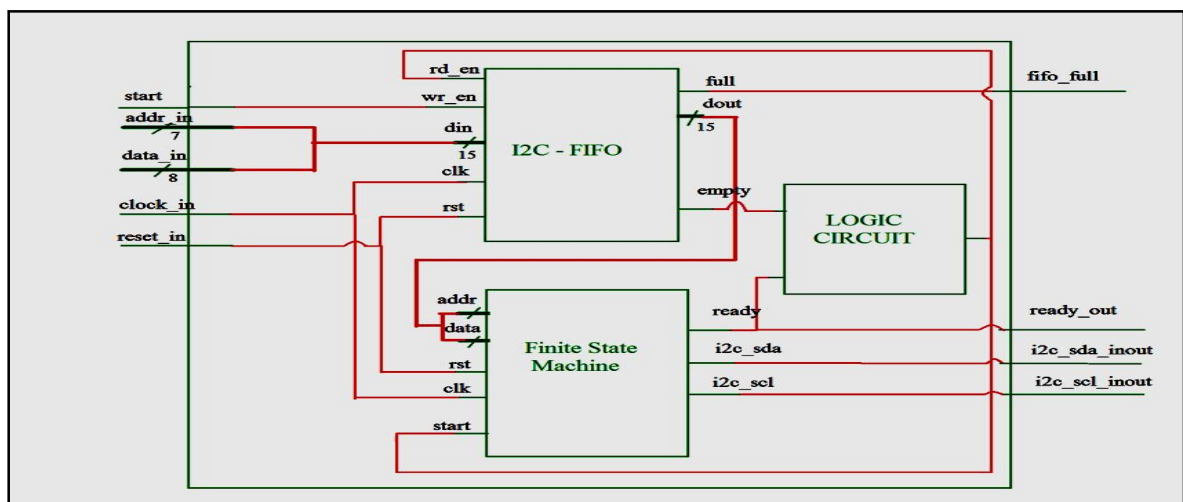 rd_en
full
fifo_full
start
wr_en
dout
addr_in
7
din
15
15
I2C - FIFO
data_in
8
clk
empty
clock_in
rst
LOGIC
CIRCUIT
reset_in
addr
ready
ready_out
data
Finite State
Machine
i2c_sda
i2c_sda_inout
rst
clk
i2c_scl
i2c_scl_inout
start